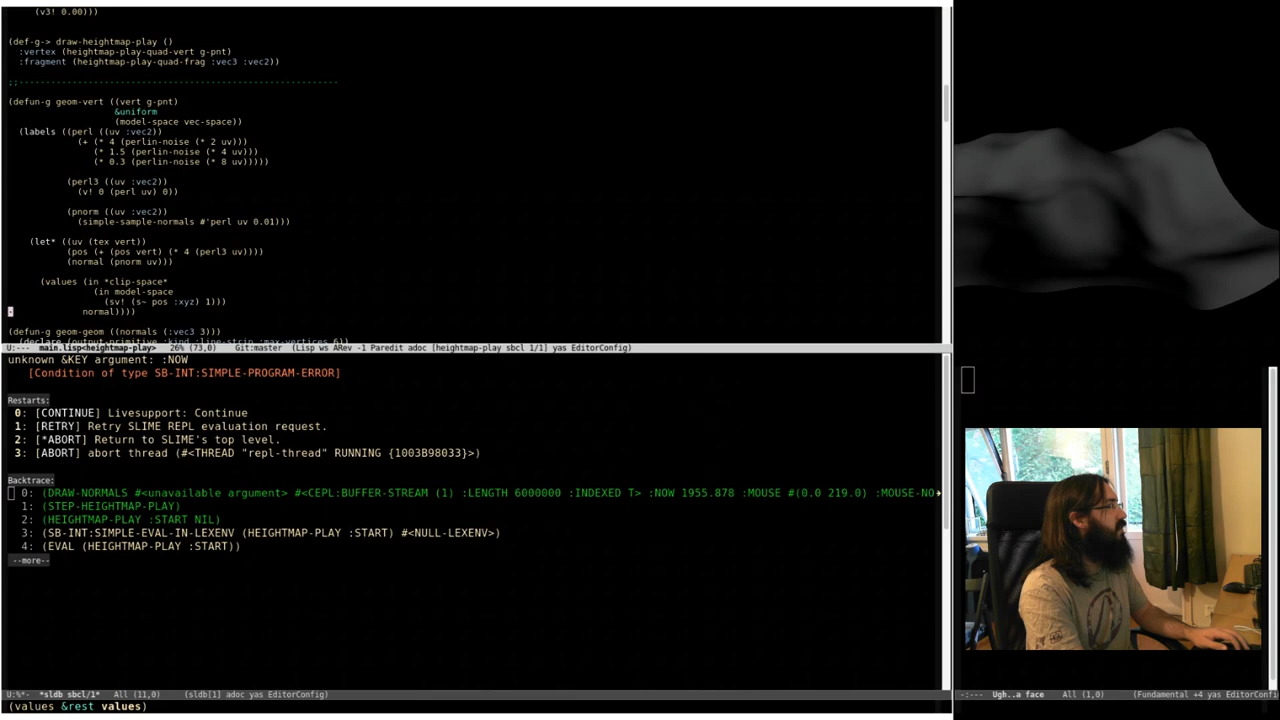 (v3! 0.00)))
(def-g-> draw-heightmap-play ()
:vertex (heightmap-play-quad-vert g-pnt)
:fragment (heightmap-play-quad-frag :vec3 :vec2))
;;------------------------------------------------------------
(defun-g geom-vert ((vert g-pnt)
&uniform
(model-space vec-space))
(labels ((perl ((uv :vec2))
(+ (* 4 (perlin-noise (* 2 uv)))
(* 1.5 (perlin-noise (* 4 uv)))
(* 0.3 (perlin-noise (* 8 uv)))))
(perl3 ((uv :vec2))
(v! 0 (perl uv) 0))
(pnorm ((uv :vec2))
(simple-sample-normals #'perl uv 0.01)))
(let* ((uv (tex vert))
(pos (+ (pos vert) (* 4 (perl3 uv))))
(normal (pnorm uv)))
(values (in *clip-space*
(in model-space
(sv! (s~ pos :xyz) 1)))
normal))))
(defun-g geom-geom ((normals (:vec3 3)))
(declare (output-primitive :kind :line-strip :max-vertices 6))
U:--- main.lisp<heightmap-play> 26% (73,0) Git:master (Lisp ws ARev -1 Paredit adoc [heightmap-play sbcl 1/1] yas EditorConfig)
unknown &KEY argument: :NOW
[Condition of type SB-INT:SIMPLE-PROGRAM-ERROR]
Restarts:
0: [CONTINUE] Livesupport: Continue
1: [RETRY] Retry SLIME REPL evaluation request.
2: [*ABORT] Return to SLIME's top level.
3: [ABORT] abort thread (#<THREAD "repl-thread" RUNNING {1003B98033}>)
Backtrace:
0: (DRAW-NORMALS #<unavailable argument> #<CEPL:BUFFER-STREAM (1) :LENGTH 6000000 :INDEXED T> :NOW 1955.878 :MOUSE #(0.0 219.0) :MOUSE-NO
1: (STEP-HEIGHTMAP-PLAY)
2: (HEIGHTMAP-PLAY :START NIL)
3: (SB-INT:SIMPLE-EVAL-IN-LEXENV (HEIGHTMAP-PLAY :START) #<NULL-LEXENV>)
4: (EVAL (HEIGHTMAP-PLAY :START))
--more--
U:%*- *sldb sbcl/1* All (11,0) (sldb[1] adoc yas EditorConfig)
-:--- Ugh..a face All (1,0) (Fundamental +4 yas EditorConfi
(values &rest values)